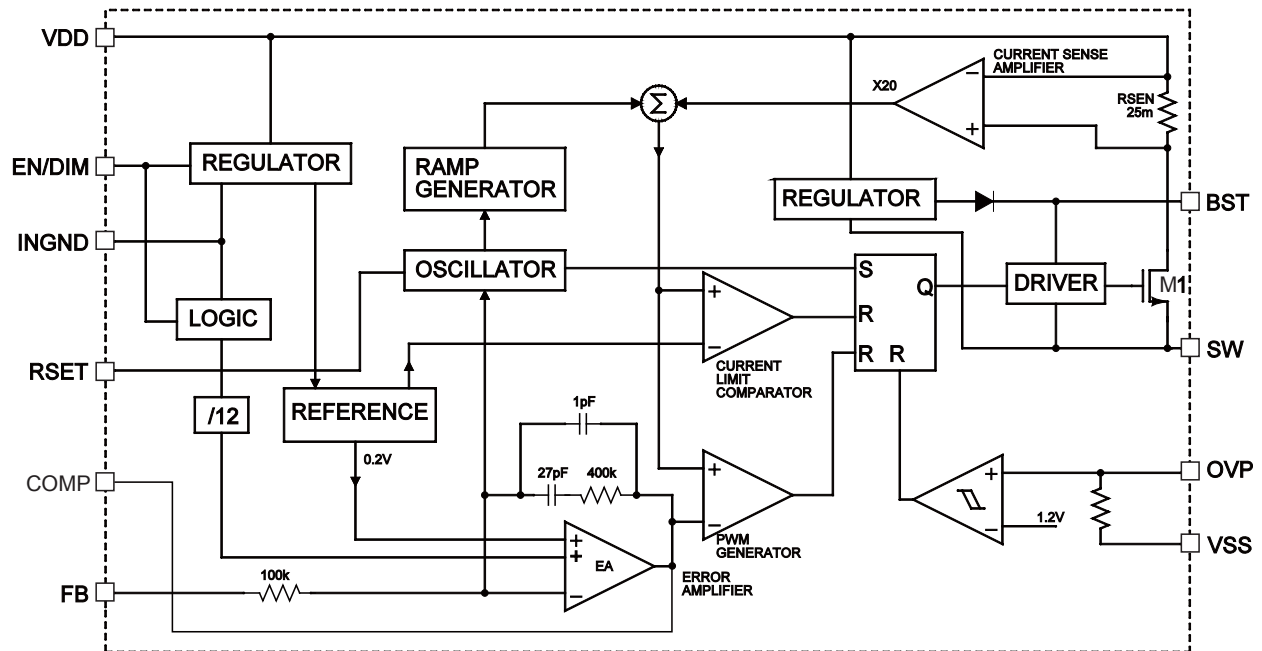 VDD
CURRENT SENSE
AMPLIFIER
X20
−
+
RSEN
25m
Σ
EN/DIM
REGULATOR
RAMP
GENERATOR
REGULATOR
BST
INGND
OSCILLATOR
S
Q
R
R R
DRIVER
M1
LOGIC
+
−
CURRENT
LIMIT
COMPARATOR
SW
RSET
/12
REFERENCE
0.2V
1pF
27pF
400k
COMP
+
−
PWM
GENERATOR
+
−
1.2V
OVP
VSS
+
+
−
EA
ERROR
AMPLIFIER
100k
FB